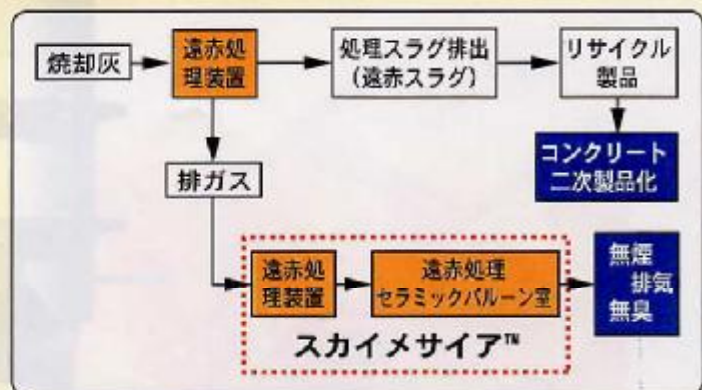 焼却灰
遠赤処
理装置
処理スラグ排出
（遠赤スラグ）
リサイクル
製品
コンクリート
二次製品化
排ガス
遠赤処
理装置
遠赤処理
セラミックバルーン室
無煙
排気
無臭
スカイメサイア™